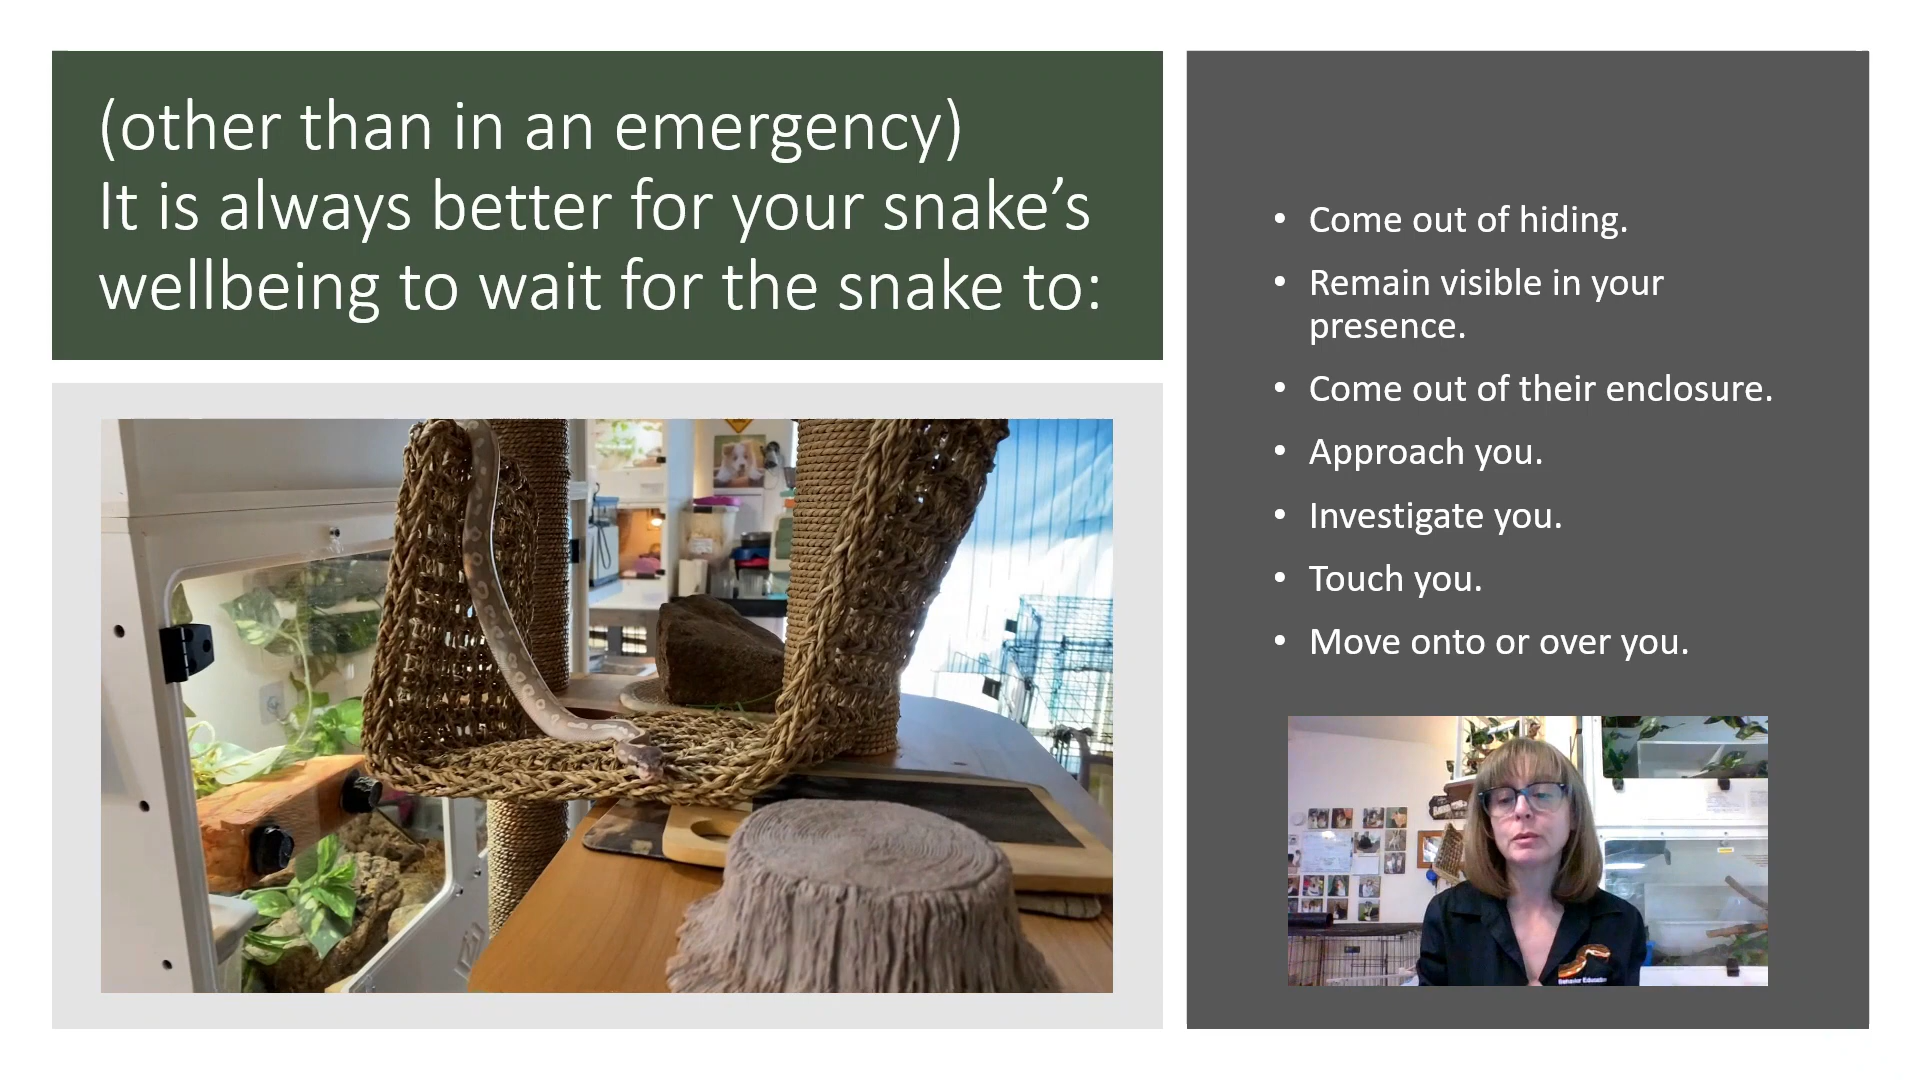 (other than in an emergency)
It is always better for your snake’s
wellbeing to wait for the snake to:
• Come out of hiding.
• Remain visible in your
presence.
• Come out of their enclosure.
• Approach you.
• Investigate you.
• Touch you.
• Move onto or over you.
Behavior Education